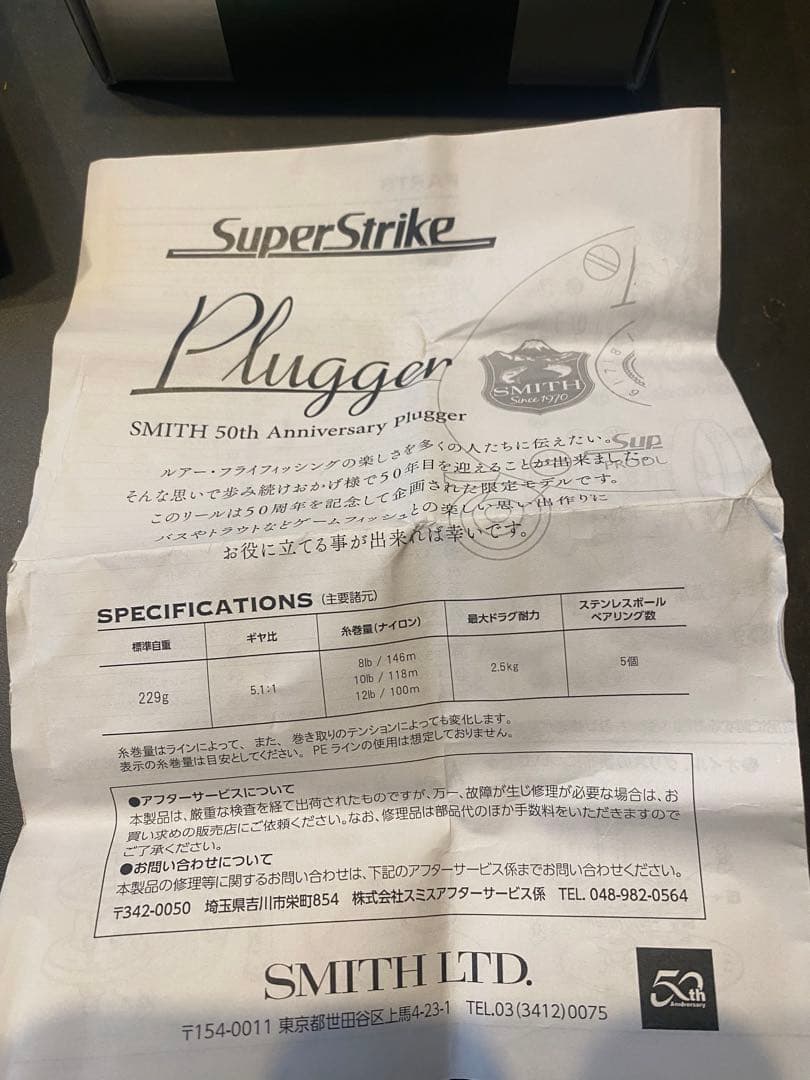 SuperStrike
Plugger
SMITH
Since 1970
SMITH 50th Anniversary Plugger
ルアー・フライフィッシングの楽しさを多くの人たちに伝えたい。
そんな思いで歩み続けおかげ様で50年目を迎えることが出来ました。
このリールは50周年を記念して企画された限定モデルです。
バスやトラウトなどゲームフィッシュとの楽しい思い出作りに
お役に立てる事が出来れば幸いです。
SPECIFICATIONS (主要諸元)
標準自重 ギヤ比 糸巻量(ナイロン) 最大ドラグ耐力 ステンレスボール
ベアリング数
229g 5.1:1 8lb / 146m 2.5kg 5個
10lb / 118m
12lb / 100m
糸巻量はラインによって、また、巻き取りのテンションによっても変化します。
表示の糸巻量は目安としてください。PEラインの使用は想定しておりません。
●アフターサービスについて
本製品は、厳重な検査を経て出荷されたものですが、万一、故障が生じ修理が必要な場合は、お
買い求めの販売店にご依頼ください。なお、修理品は部品代のほか手数料をいただきますので
ご了承ください。
●お問い合わせについて
本製品の修理等に関するお問い合わせは、下記のアフターサービス係までお問い合わせください。
〒342-0050 埼玉県吉川市栄町854 株式会社スミスアフターサービス係 TEL. 048-982-0564
SMITH LTD.
50th
Anniversary
〒154-0011 東京都世田谷区上馬4-23-1 TEL.03(3412)0075